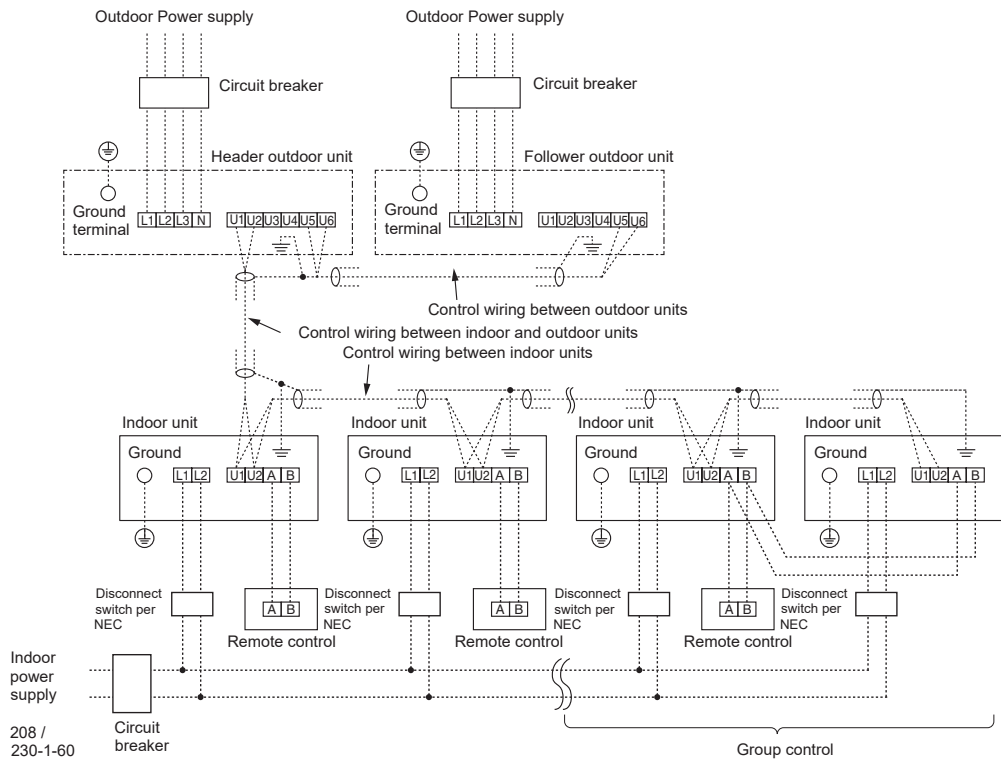 Outdoor Power supply
Outdoor Power supply
Circuit breaker
Circuit breaker
Header outdoor unit
Follower outdoor unit
Ground
terminal
L1 L2 L3 N
U1 U2 U3 U4 U5 U6
Ground
terminal
L1 L2 L3 N
U1 U2 U3 U4 U5 U6
Control wiring between outdoor units
Control wiring between indoor and outdoor units
Control wiring between indoor units
Indoor unit
Indoor unit
Indoor unit
Indoor unit
Ground
L1 L2
U1 U2 A B
Ground
L1 L2
U1 U2 A B
Ground
L1 L2
U1 U2 A B
Ground
L1 L2
U1 U2 A B
Disconnect
switch per
NEC
A B
Remote control
Disconnect
switch per
NEC
A B
Remote control
Disconnect
switch per
NEC
A B
Remote control
Disconnect
switch per
NEC
Indoor
power
supply
208 /
230-1-60
Circuit
breaker
Group control